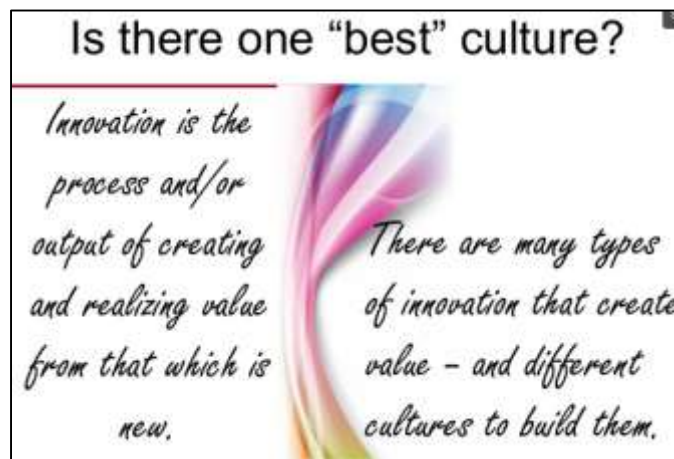 Is there one “best” culture?
Innovation is the
process and/or
output of creating
and realizing value
from that which is
new.
There are many types
of innovation that create
value – and different
cultures to build them.